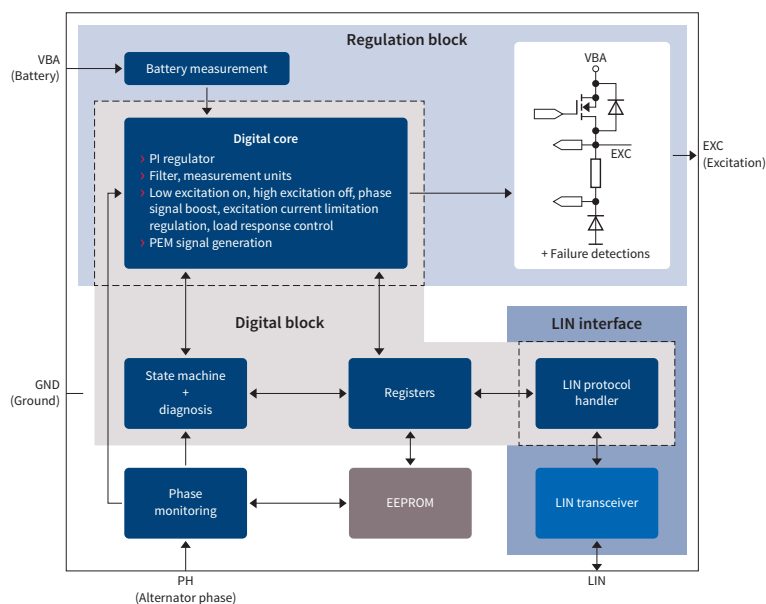 Regulation block
VBA
(Battery)
Battery measurement
VBA
EXC
EXC
(Excitation)
+ Failure detections
Digital core
› PI regulator
› Filter, measurement units
› Low excitation on, high excitation off, phase
signal boost, excitation current limitation
regulation, load response control
› PEM signal generation
Digital block
LIN interface
GND
(Ground)
State machine
+
diagnosis
Registers
LIN protocol
handler
Phase
monitoring
EEPROM
LIN transceiver
PH
(Alternator phase)
LIN